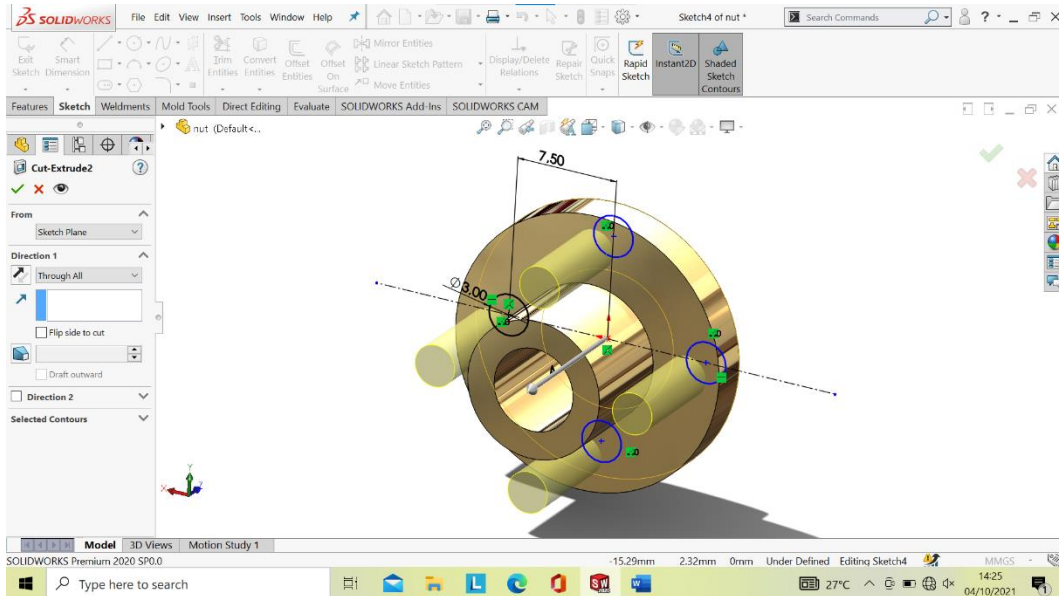 SOLIDWORKS File Edit View Insert Tools Window Help Sketch4 of nut * Search Commands ?
Exit Sketch Smart Dimension Trim Entities Convert Entities Offset Entities Offset On Surface Mirror Entities Linear Sketch Pattern Move Entities Display/Delete Relations Repair Sketch Quick Snaps Rapid Sketch Instant2D Shaded Sketch Contours
Features Sketch Weldments Mold Tools Direct Editing Evaluate SOLIDWORKS Add-Ins SOLIDWORKS CAM
nut (Default<...
Cut-Extrude2
From
Sketch Plane
Direction 1
Through All
Flip side to cut
Draft outward
Direction 2
Selected Contours
7,50
Ø3,00
Y
X
Model 3D Views Motion Study 1
SOLIDWORKS Premium 2020 SP0.0 -15.29mm 2.32mm 0mm Under Defined Editing Sketch4 MMGS
Type here to search 27°C 14:25
04/10/2021